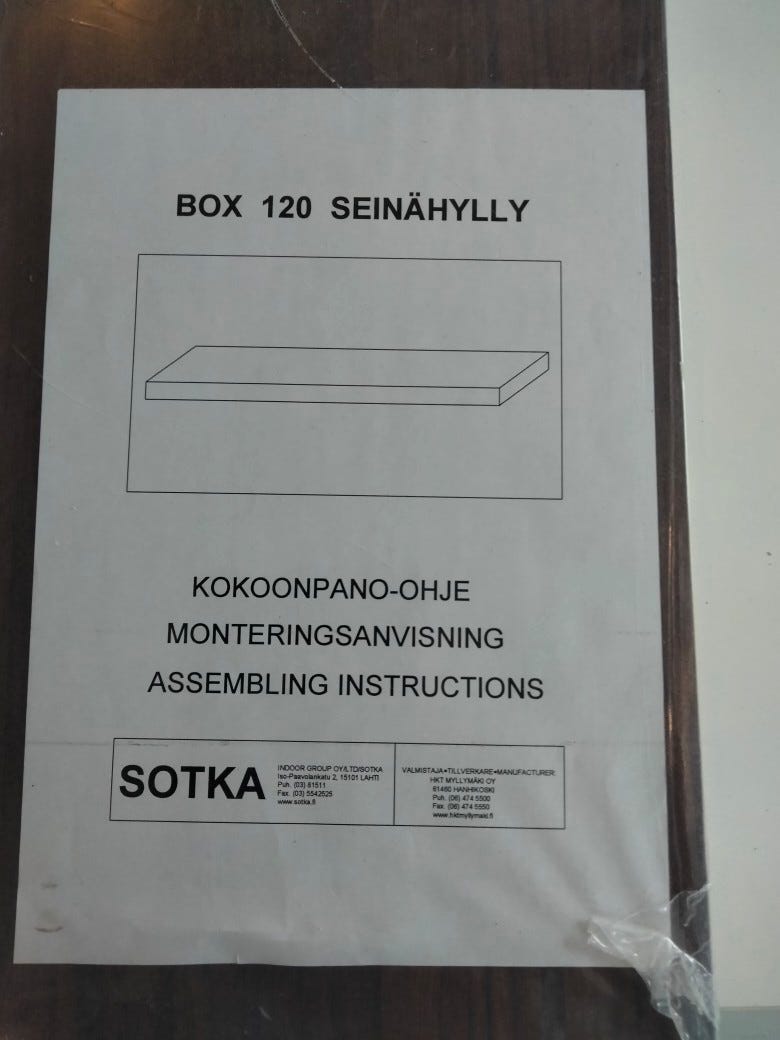 BOX 120 SEINÄHYLLY
KOKOONPANO-OHJE
MONTERINGSANVISNING
ASSEMBLING INSTRUCTIONS
SOTKA
INDOOR GROUP OY/LTD/SOTKA
Iso-Paavolankatu 2, 15101 LAHTI
Puh. (03) 81511
Fax. (03) 5542525
www.sotka.fi
VALMISTAJA•TILLVERKARE•MANUFACTURER
HKT MYLLYMÄKI OY
61460 HANHIKOSKI
Puh. (06) 474 5500
Fax. (06) 474 5550
www.hktmyllymaki.fi